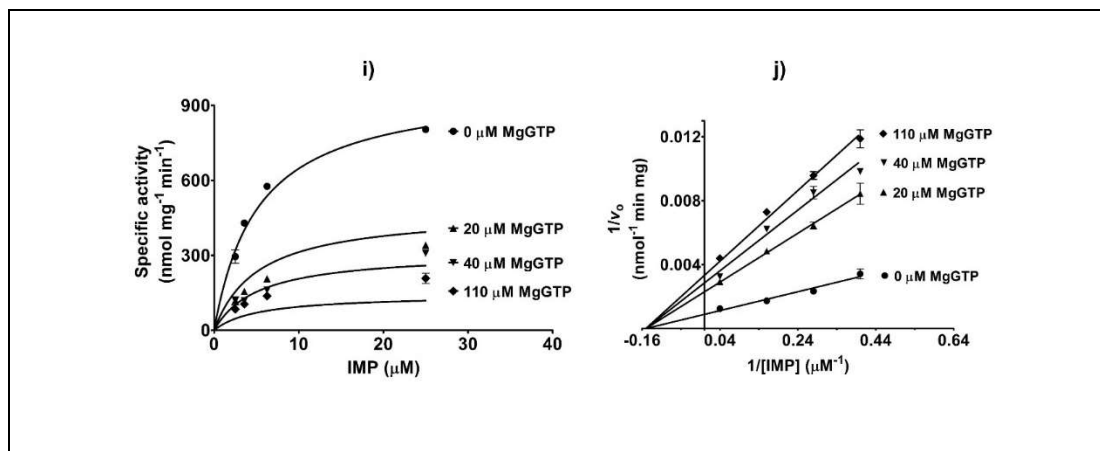 i)
900
600
300
0
0
10
20
30
40
Specific activity
(nmol mg-1 min-1)
IMP (μM)
0 μM MgGTP
20 μM MgGTP
40 μM MgGTP
110 μM MgGTP
j)
0.012
0.008
0.004
-0.16
0.04
0.24
0.44
0.64
1/vo
(nmol-1 min mg)
1/[IMP] (μM-1)
110 μM MgGTP
40 μM MgGTP
20 μM MgGTP
0 μM MgGTP